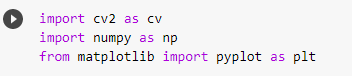 import cv2 as cv
import numpy as np
from matplotlib import pyplot as plt